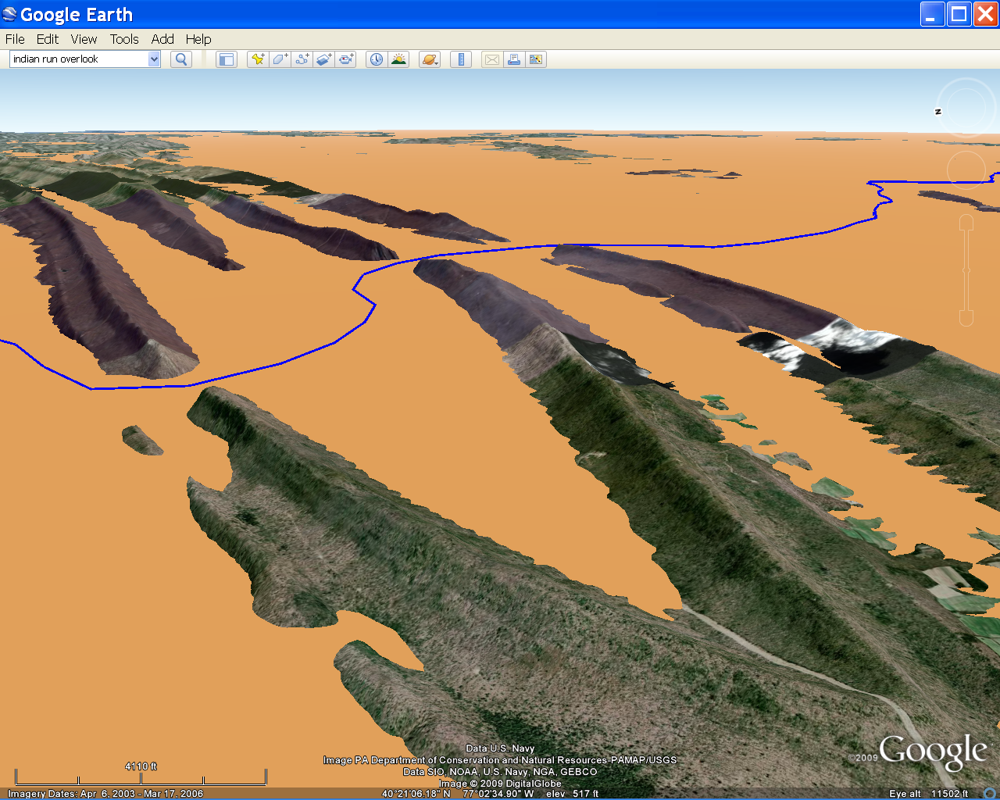 Google Earth
File Edit View Tools Add Help
indian run overlook
N
4110 ft
Data U.S. Navy
Image PA Department of Conservation and Natural Resources-PAMAP/USGS
Data SIO, NOAA, U.S. Navy, NGA, GEBCO
Image © 2009 DigitalGlobe
©2009 Google
Imagery Dates: Apr 6, 2003 - Mar 17, 2006 40°21'06.18" N 77°02'34.90" W elev 517 ft Eye alt 11502 ft